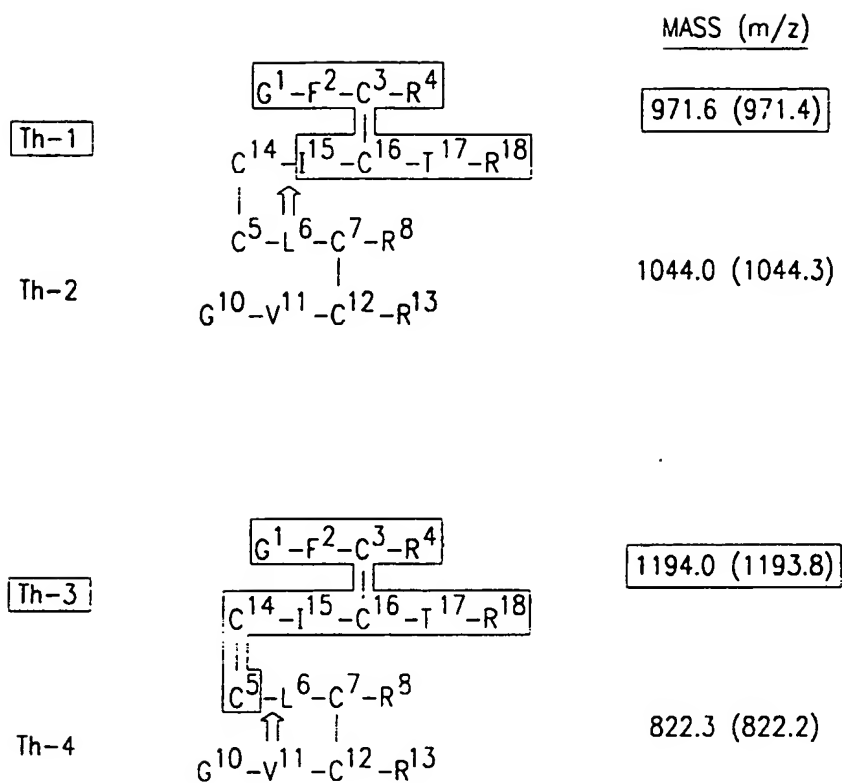 MASS (m/z)
G¹–F²–C³–R⁴
971.6 (971.4)
Th–1
C¹⁴–I¹⁵–C¹⁶–T¹⁷–R¹⁸
C⁵–L⁶–C⁷–R⁸
Th–2
1044.0 (1044.3)
G¹⁰–V¹¹–C¹²–R¹³
G¹–F²–C³–R⁴
1194.0 (1193.8)
Th–3
C¹⁴–I¹⁵–C¹⁶–T¹⁷–R¹⁸
C⁵–L⁶–C⁷–R⁸
822.3 (822.2)
Th–4
G¹⁰–V¹¹–C¹²–R¹³